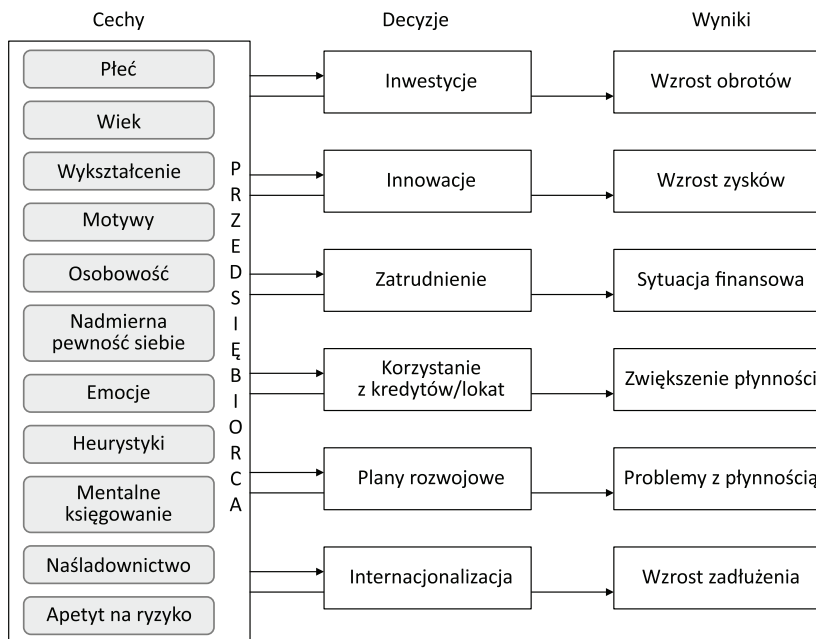 Cechy
Decyzje
Wyniki
Płeć
Wiek
Wykształcenie
Motywy
Osobowość
Nadmierna
pewność siebie
Emocje
Heurystyki
Mentalne
księgowanie
Naśladownictwo
Apetyt na ryzyko
PRZEDSIĘBIORCA
Inwestycje
Innowacje
Zatrudnienie
Korzystanie
z kredytów/lokat
Plany rozwojowe
Internacjonalizacja
Wzrost obrotów
Wzrost zysków
Sytuacja finansowa
Zwiększenie płynności
Problemy z płynnością
Wzrost zadłużenia